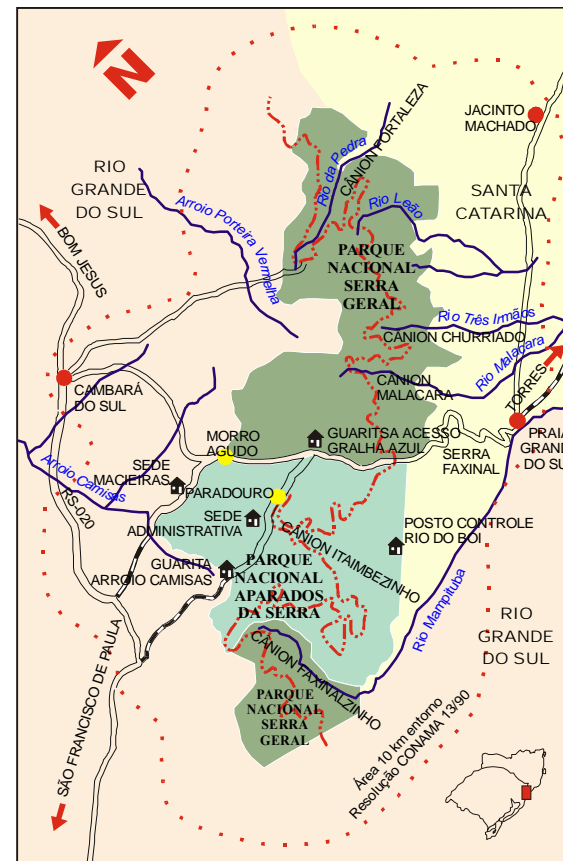 N
JACINTO
MACHADO
RIO
GRANDE
DO SUL
Rio da Pedra
CÂNION FORTALEZA
SANTA
CATARINA
Arroio Porteira Vermelha
Rio Leão
BOM JESUS
PARQUE
NACIONAL
SERRA
GERAL
Rio Três Irmãos
CÂNION CHURRIADO
Rio Malacara
CÂNION
MALACARA
CAMBARÁ
DO SUL
TORRES
MORRO
AGUDO
GUARITSA ACESSO
GRALHA AZUL
PRAIA
GRANDE
DO SU
SERRA
FAXINAL
SEDE
MACIEIRAS
Arroio Camisas
PARADOURO
RS-020
SEDE
ADMINISTRATIVA
CÂNION ITAIMBEZINHO
POSTO CONTROLE
RIO DO BOI
GUARITA
ARROIO CAMISAS
PARQUE
NACIONAL
APARADOS
DA SERRA
Rio Mampituba
RIO
GRANDE
DO SUL
CÂNION FAXINALZINHO
PARQUE
NACIONAL
SERRA
GERAL
SÃO FRANCISCO DE PAULA
Área 10 km entorno
Resolução CONAMA 13/90